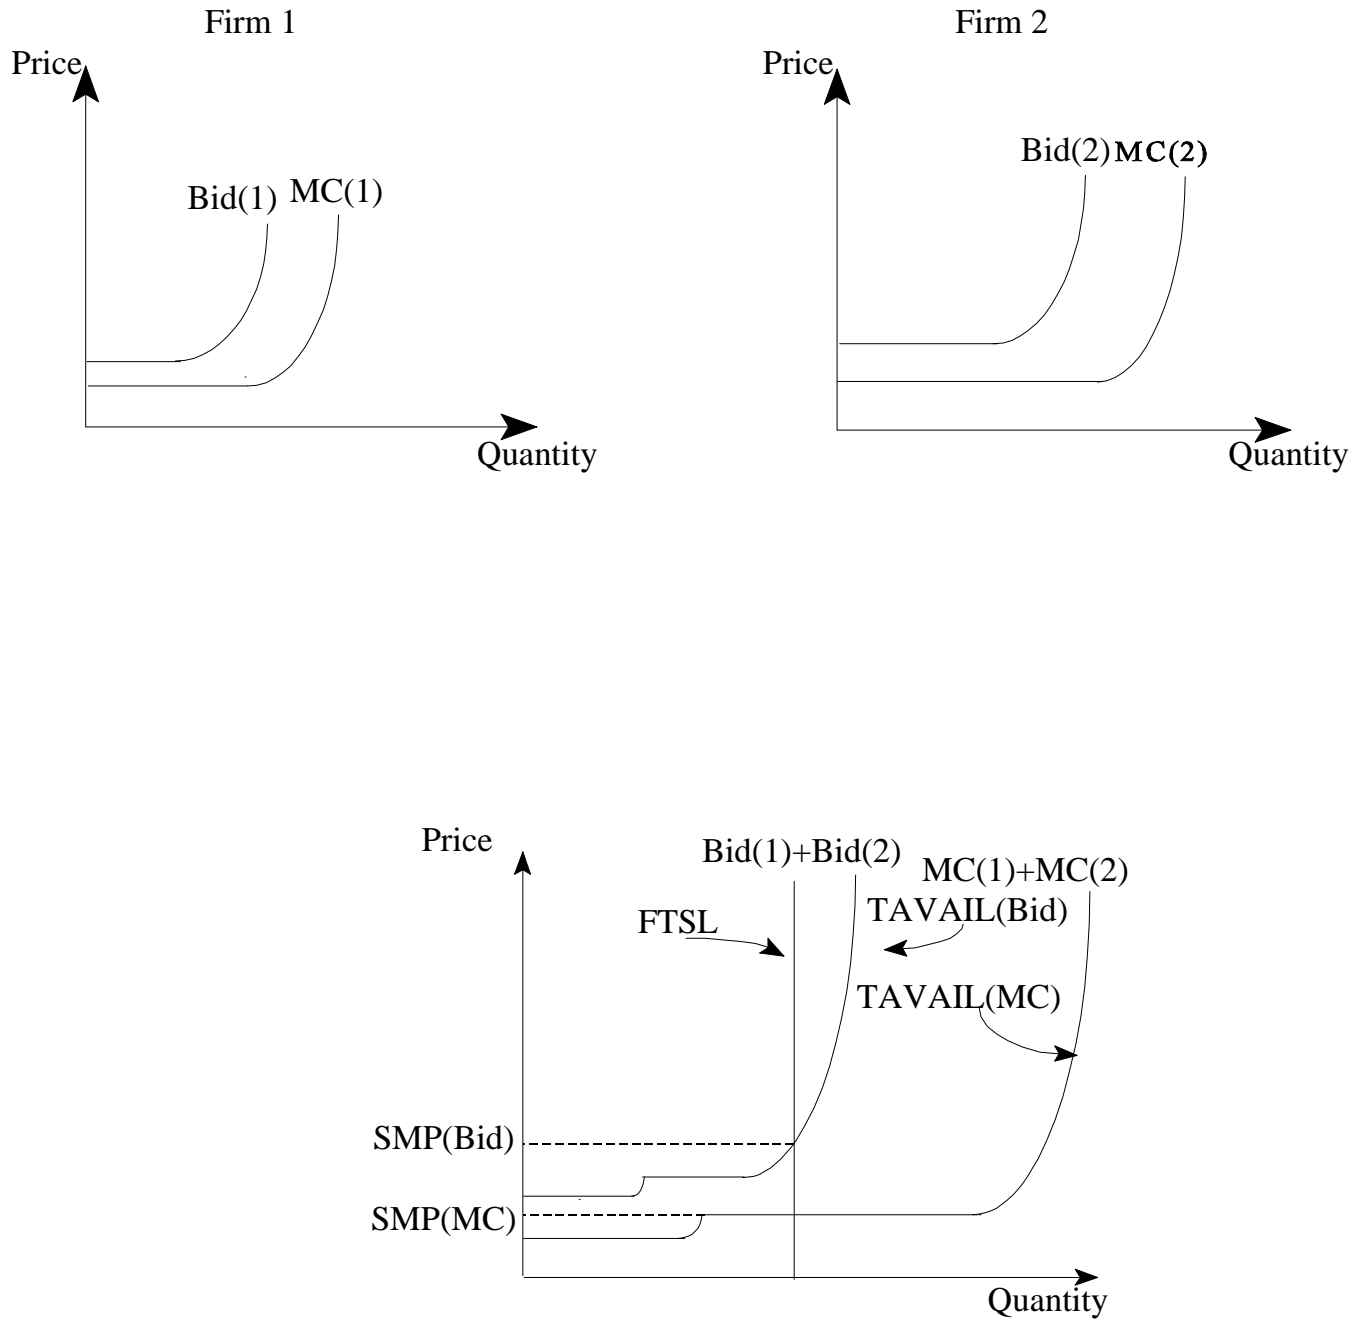 Firm 1
Firm 2
Price
Price
Bid(1) MC(1)
Bid(2) MC(2)
Quantity
Quantity
Price
Bid(1)+Bid(2)
MC(1)+MC(2)
FTSL
TAVAIL(Bid)
TAVAIL(MC)
SMP(Bid)
SMP(MC)
Quantity